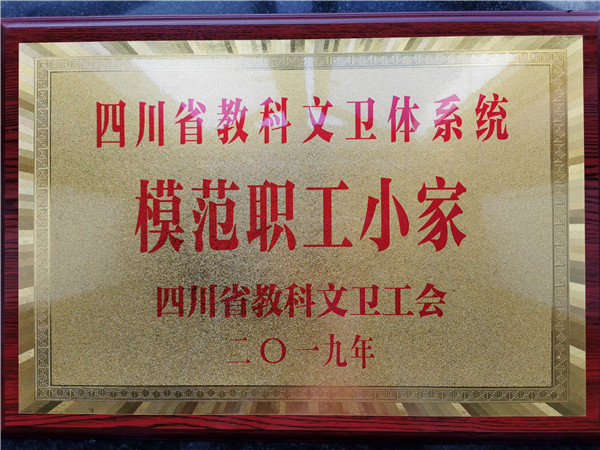 四川省教科文卫体系统
模范职工小家
四川省教科文卫工会
二〇一九年